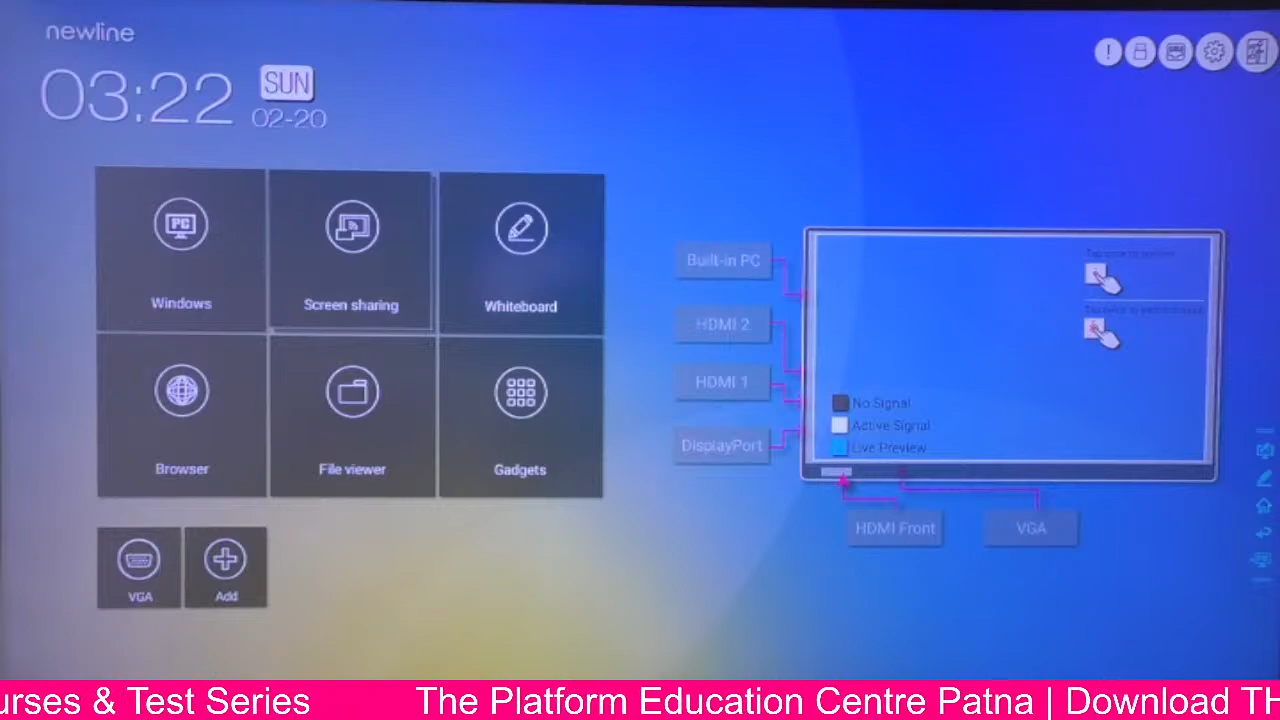 newline
03:22
SUN
02-20
Windows
Screen sharing
Whiteboard
Browser
File viewer
Gadgets
VGA
Add
Built-in PC
HDMI 2
HDMI 1
DisplayPort
No Signal
Active Signal
Live Preview
HDMI Front
VGA
urses & Test Series The Platform Education Centre Patna | Download TH